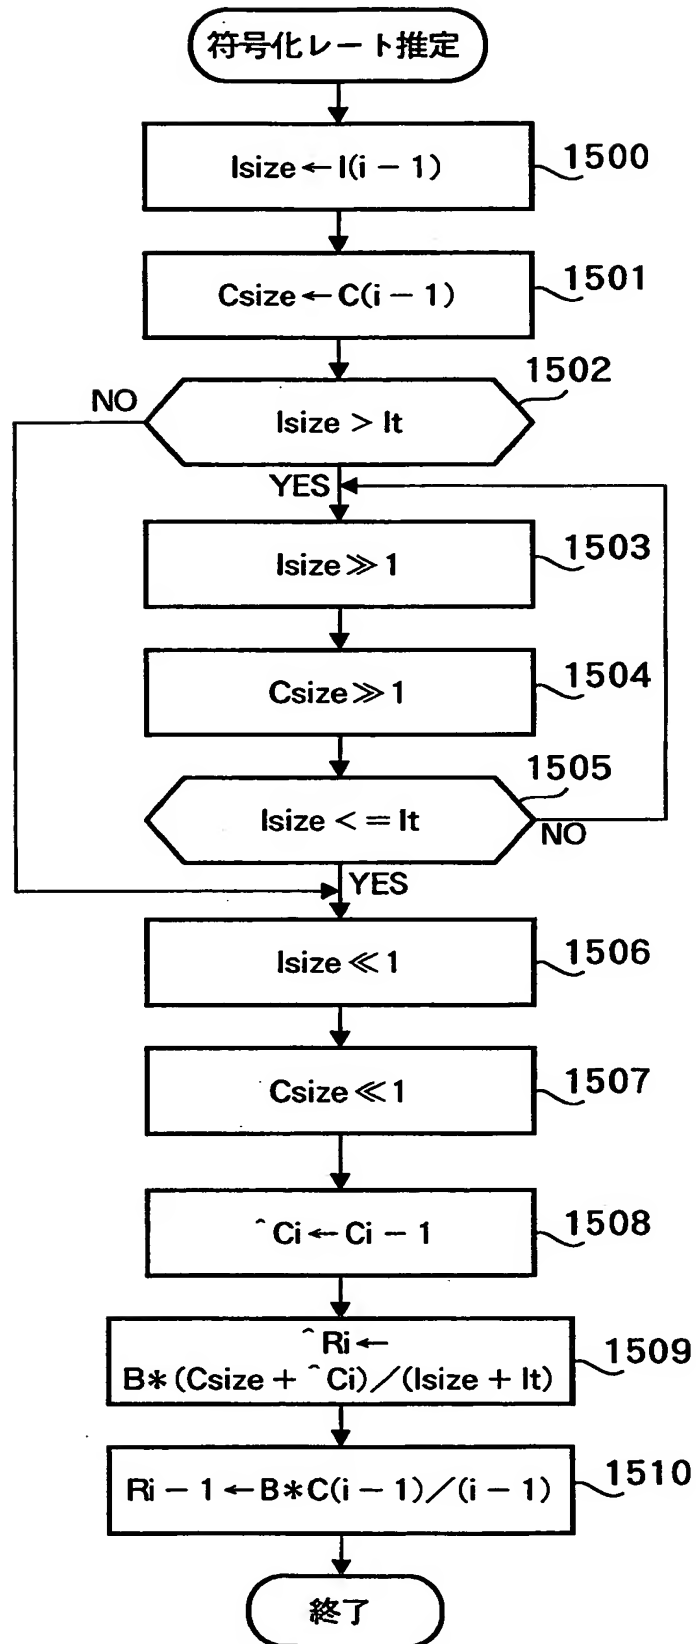 符号化レート推定
Isize←I(i－1)
1500
Csize←C(i－1)
1501
1502
NO
Isize > It
YES
Isize≫1
1503
Csize≫1
1504
1505
Isize < = It
NO
YES
Isize≪1
1506
Csize≪1
1507
^Ci←Ci－1
1508
^Ri←
B*(Csize + ^Ci)／(Isize + It)
1509
Ri－1←B*C(i－1)／(i－1)
1510
終了